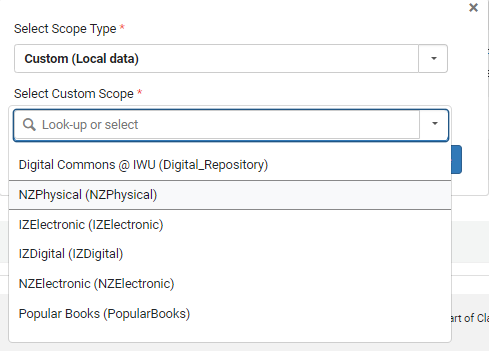 Select Scope Type *
Custom (Local data)
Select Custom Scope *
Look-up or select
Digital Commons @ IWU (Digital_Repository)
NZPhysical (NZPhysical)
IZElectronic (IZElectronic)
IZDigital (IZDigital)
NZElectronic (NZElectronic)
Popular Books (PopularBooks)
art of Cla